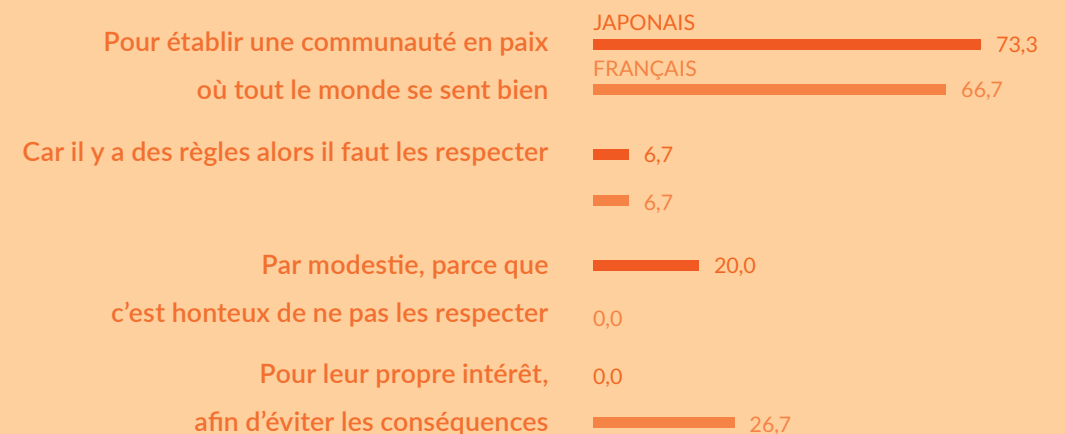 JAPONAIS
Pour établir une communauté en paix
73,3
FRANÇAIS
où tout le monde se sent bien
66,7
Car il y a des règles alors il faut les respecter
6,7
6,7
Par modestie, parce que
20,0
c’est honteux de ne pas les respecter
0,0
Pour leur propre intérêt,
0,0
afin d’éviter les conséquences
26,7